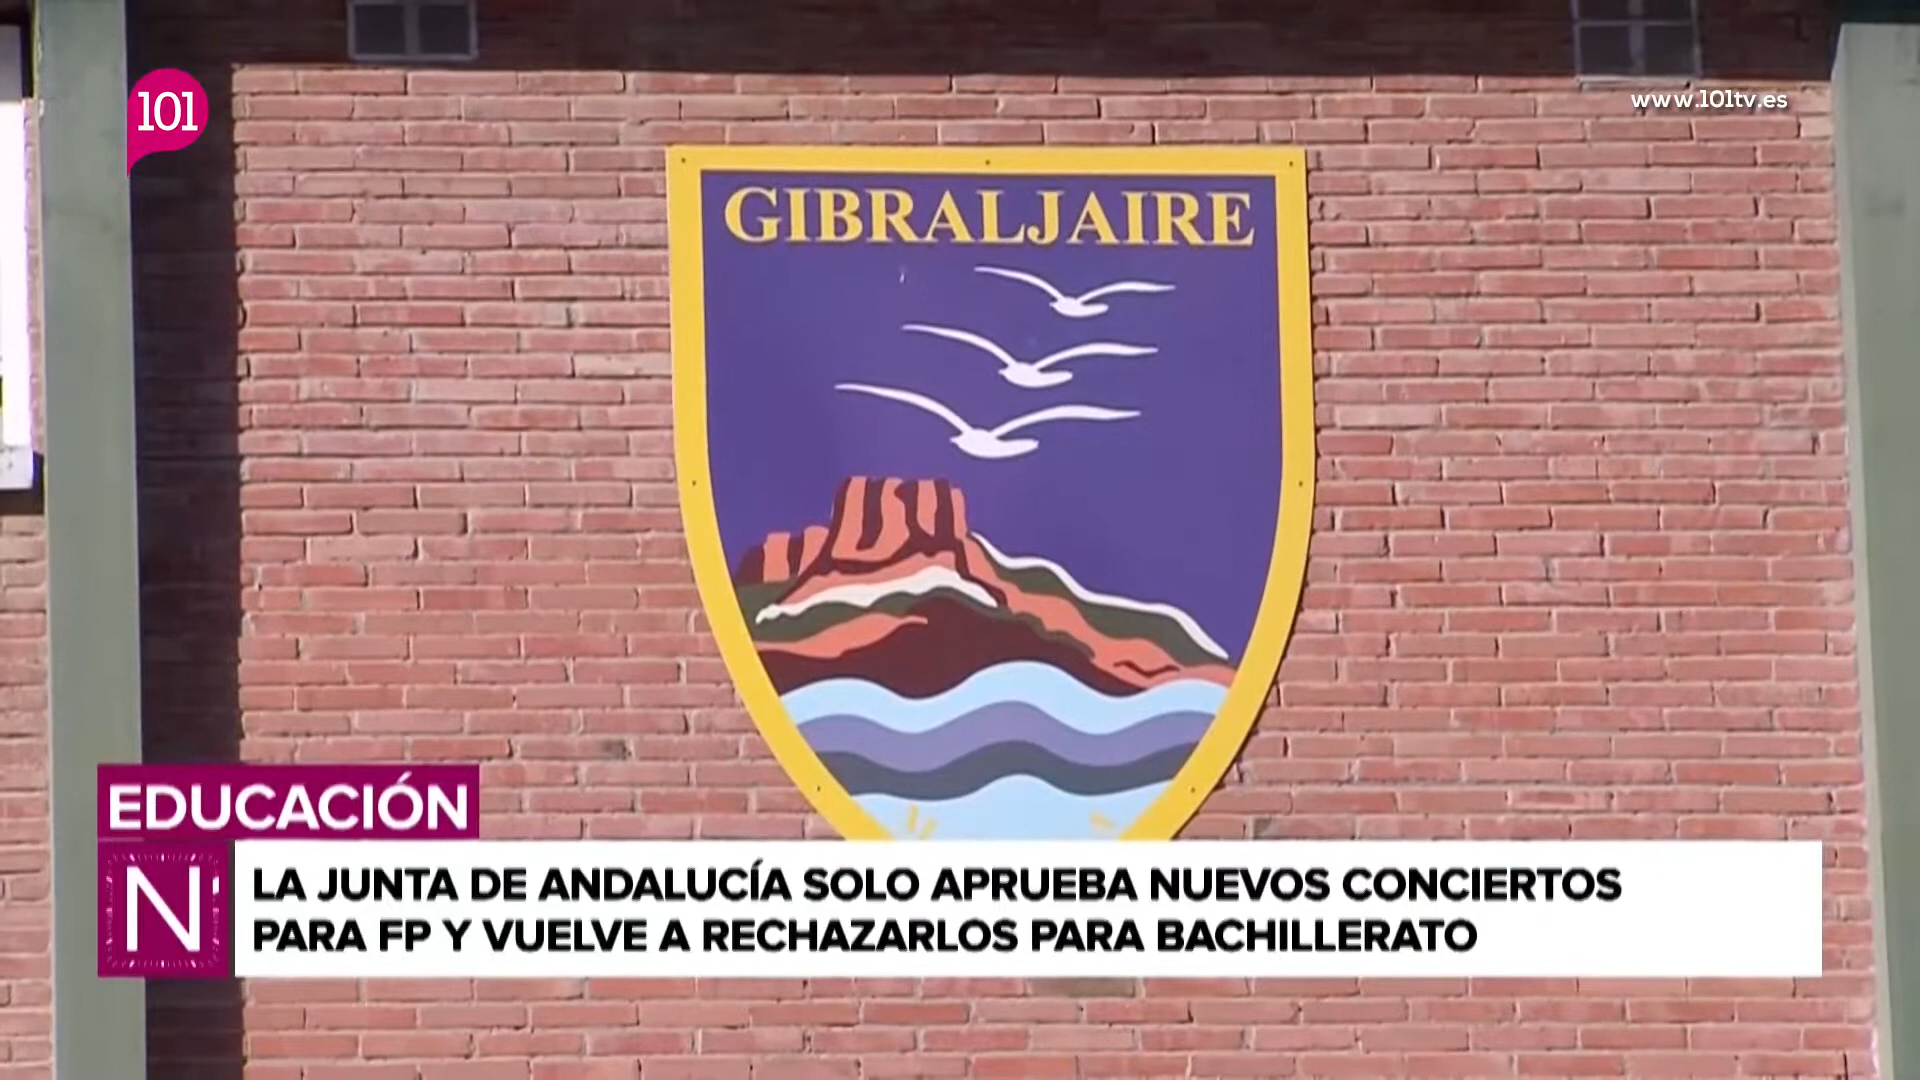 101
www.101tv.es
GIBRALJAIRE
EDUCACIÓN
N
LA JUNTA DE ANDALUCÍA SOLO APRUEBA NUEVOS CONCIERTOS
PARA FP Y VUELVE A RECHAZARLOS PARA BACHILLERATO